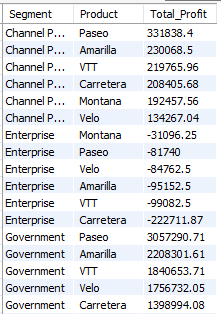 Segment Product Total_Profit
Channel P... Paseo 331838.4
Channel P... Amarilla 230068.5
Channel P... VTT 219765.96
Channel P... Carretera 208405.68
Channel P... Montana 192457.56
Channel P... Velo 134267.04
Enterprise Montana -31096.25
Enterprise Paseo -81740
Enterprise Velo -84762.5
Enterprise Amarilla -95152.5
Enterprise VTT -99082.5
Enterprise Carretera -222711.87
Government Paseo 3057290.71
Government Amarilla 2208301.61
Government VTT 1840653.71
Government Velo 1756732.05
Government Carretera 1398994.08